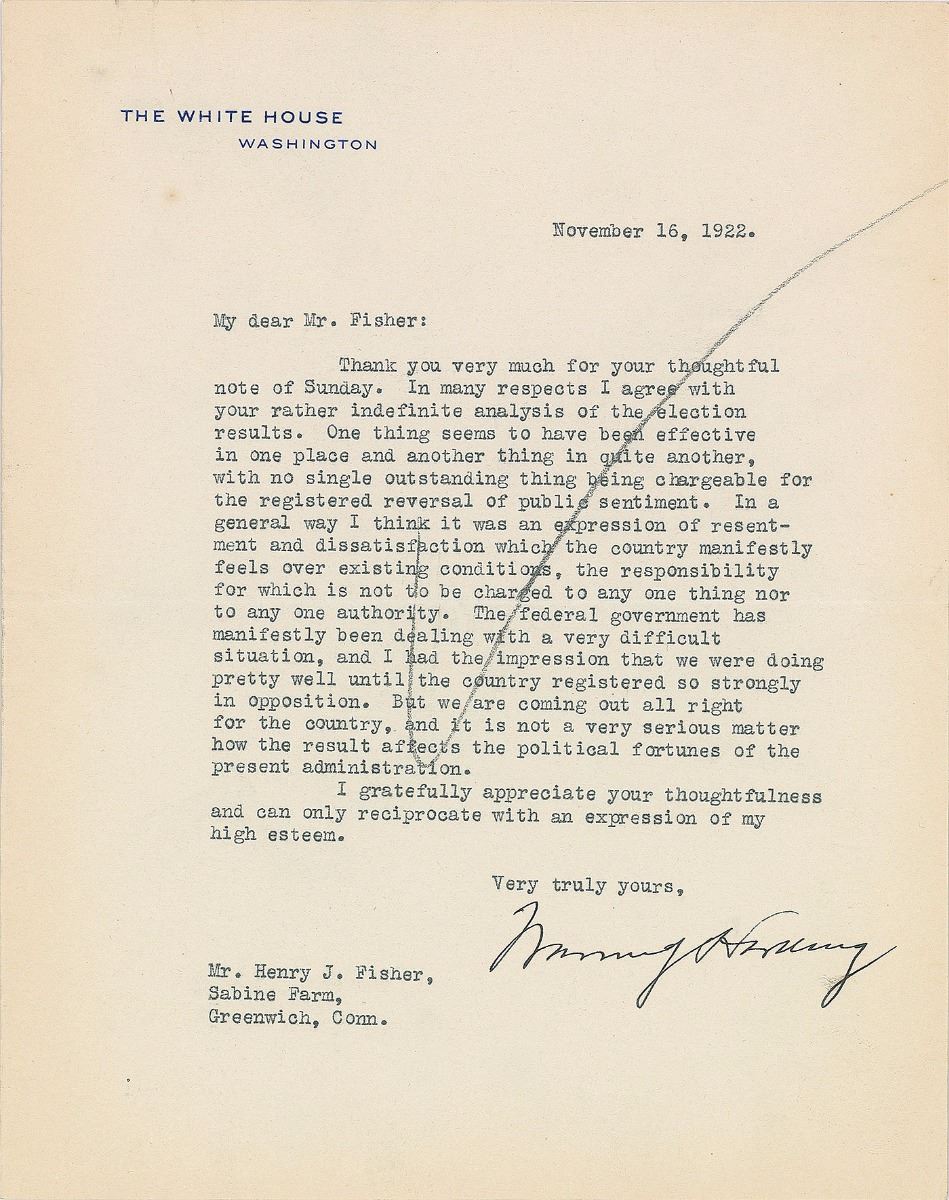 THE WHITE HOUSE
WASHINGTON
November 16, 1922.
My dear Mr. Fisher:
Thank you very much for your thoughtful
note of Sunday. In many respects I agree with
your rather indefinite analysis of the election
results. One thing seems to have been effective
in one place and another thing in quite another,
with no single outstanding thing being chargeable for
the registered reversal of public sentiment. In a
general way I think it was an expression of resent-
ment and dissatisfaction which the country manifestly
feels over existing conditions, the responsibility
for which is not to be charged to any one thing nor
to any one authority. The federal government has
manifestly been dealing with a very difficult
situation, and I had the impression that we were doing
pretty well until the country registered so strongly
in opposition. But we are coming out all right
for the country, and it is not a very serious matter
how the result affects the political fortunes of the
present administration.
I gratefully appreciate your thoughtfulness
and can only reciprocate with an expression of my
high esteem.
Very truly yours,
Warren G Harding
Mr. Henry J. Fisher,
Sabine Farm,
Greenwich, Conn.